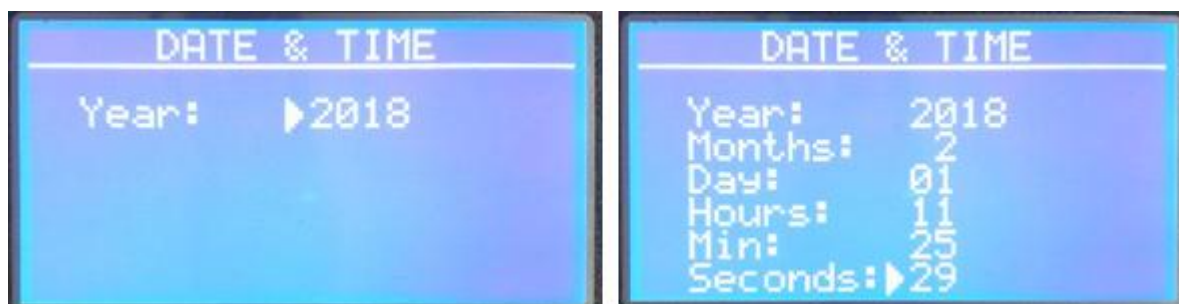 DATE & TIME
Year: ▶2018
DATE & TIME
Year: 2018
Months: 2
Day: 01
Hours: 11
Min: 25
Seconds:▶29